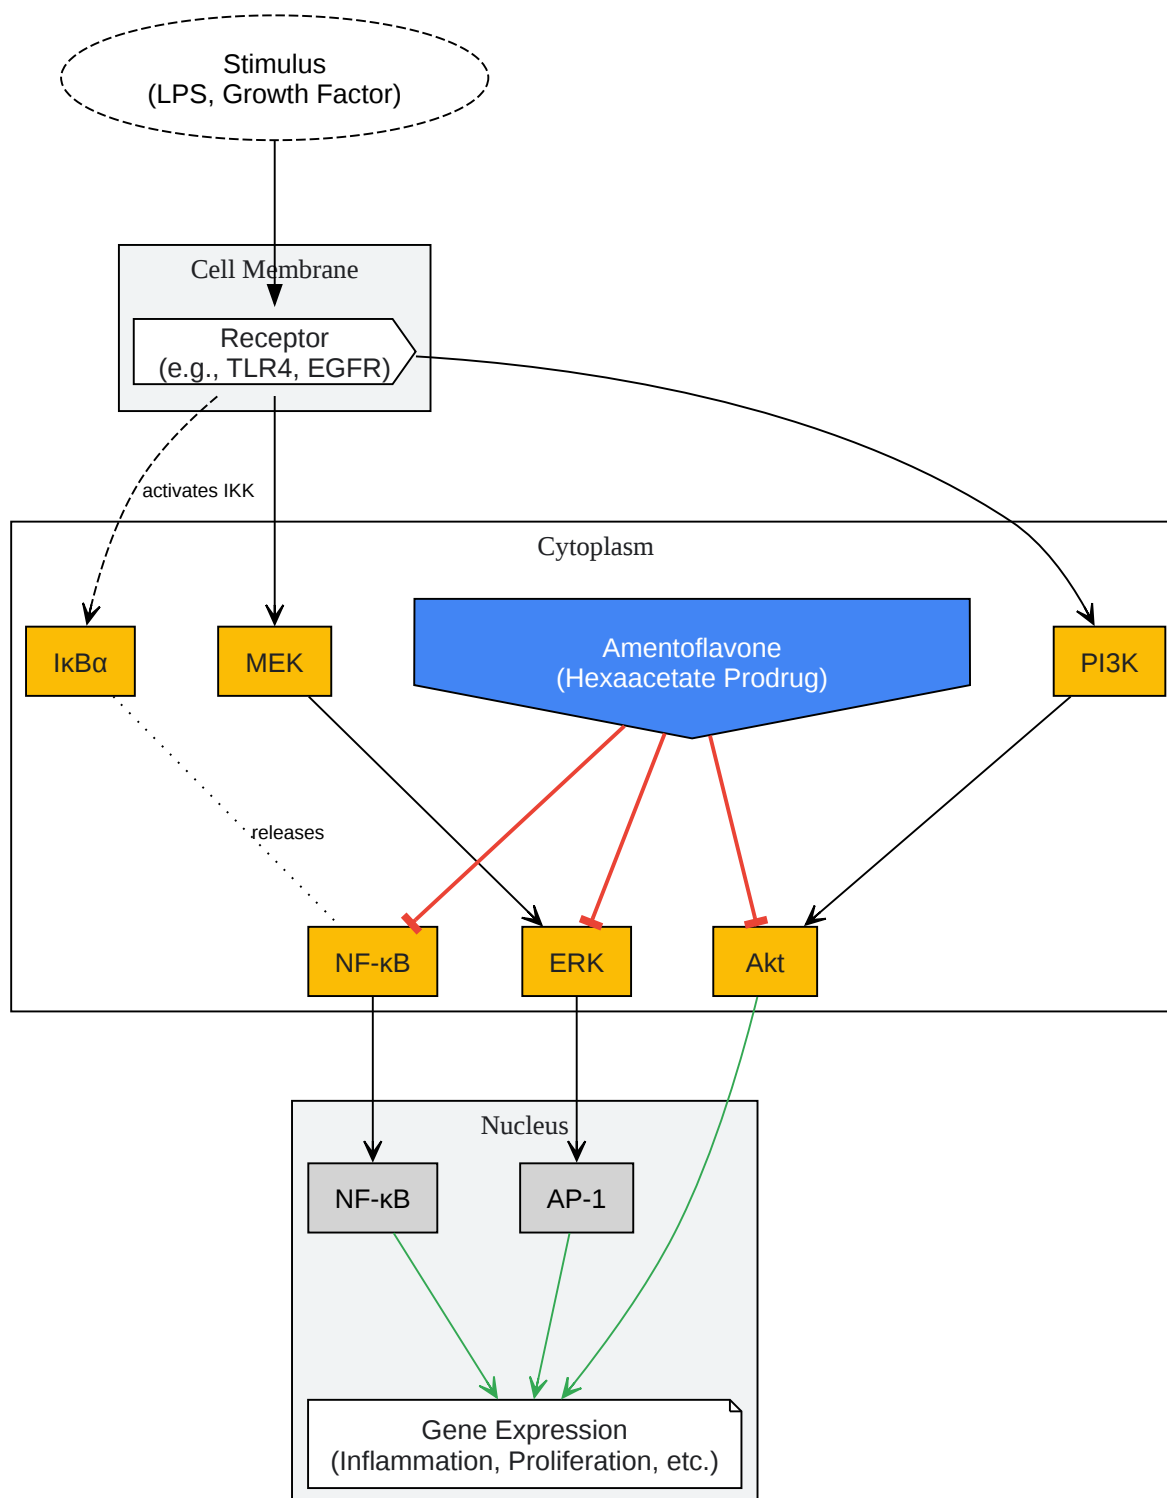 Stimulus
(LPS, Growth Factor)
Cell Membrane
Receptor
(e.g., TLR4, EGFR)
activates IKK
Cytoplasm
IκBα
MEK
Amentoflavone
(Hexaacetate Prodrug)
PI3K
releases
NF-κB
ERK
Akt
Nucleus
NF-κB
AP-1
Gene Expression
(Inflammation, Proliferation, etc.)